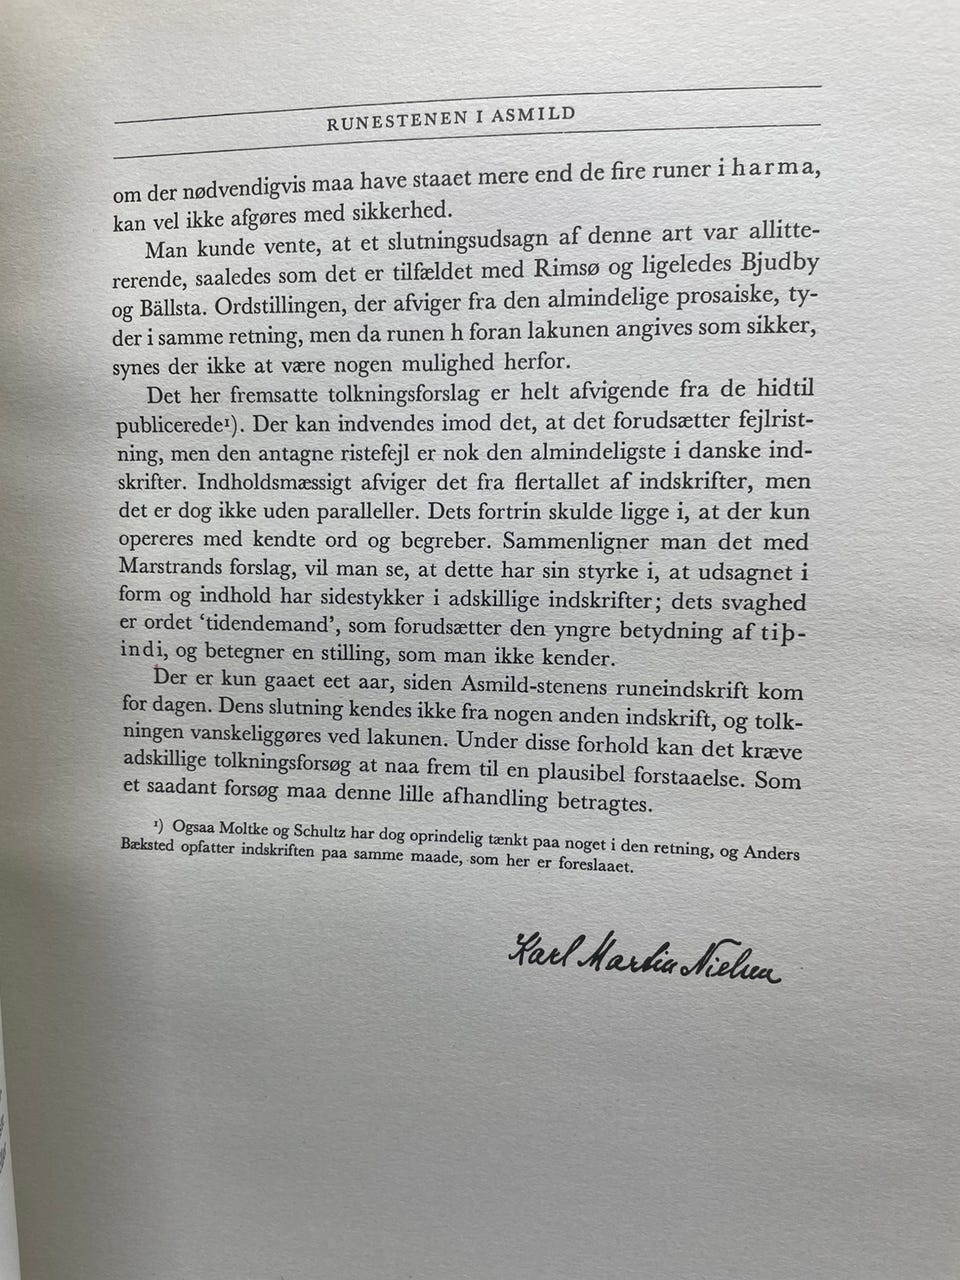 RUNESTENEN I ASMILD
om der nødvendigvis maa have staaet mere end de fire runer i harma,
kan vel ikke afgøres med sikkerhed.
Man kunde vente, at et slutningsudsagn af denne art var allitte-
rerende, saaledes som det er tilfældet med Rimsø og ligeledes Bjudby
og Bällsta. Ordstillingen, der afviger fra den almindelige prosaiske, ty-
der i samme retning, men da runen h foran lakunen angives som sikker,
synes der ikke at være nogen mulighed herfor.
Det her fremsatte tolkningsforslag er helt afvigende fra de hidtil
publicerede¹). Der kan indvendes imod det, at det forudsætter fejlrist-
ning, men den antagne ristefejl er nok den almindeligste i danske ind-
skrifter. Indholdsmæssigt afviger det fra flertallet af indskrifter, men
det er dog ikke uden paralleller. Dets fortrin skulde ligge i, at der kun
opereres med kendte ord og begreber. Sammenligner man det med
Marstrands forslag, vil man se, at dette har sin styrke i, at udsagnet i
form og indhold har sidestykker i adskillige indskrifter; dets svaghed
er ordet ‘tidendemand’, som forudsætter den yngre betydning af tiþ-
indi, og betegner en stilling, som man ikke kender.
Der er kun gaaet eet aar, siden Asmild-stenens runeindskrift kom
for dagen. Dens slutning kendes ikke fra nogen anden indskrift, og tolk-
ningen vanskeliggøres ved lakunen. Under disse forhold kan det kræve
adskillige tolkningsforsøg at naa frem til en plausibel forstaaelse. Som
et saadant forsøg maa denne lille afhandling betragtes.
¹) Ogsaa Moltke og Schultz har dog oprindelig tænkt paa noget i den retning, og Anders
Bæksted opfatter indskriften paa samme maade, som her er foreslaaet.
Karl Martin Nielsen